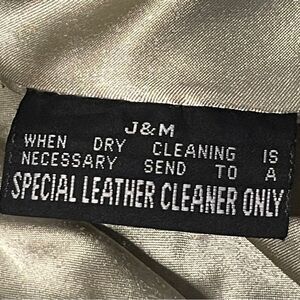 J&M
WHEN DRY CLEANING IS
NECESSARY SEND TO A
SPECIAL LEATHER CLEANER ONLY